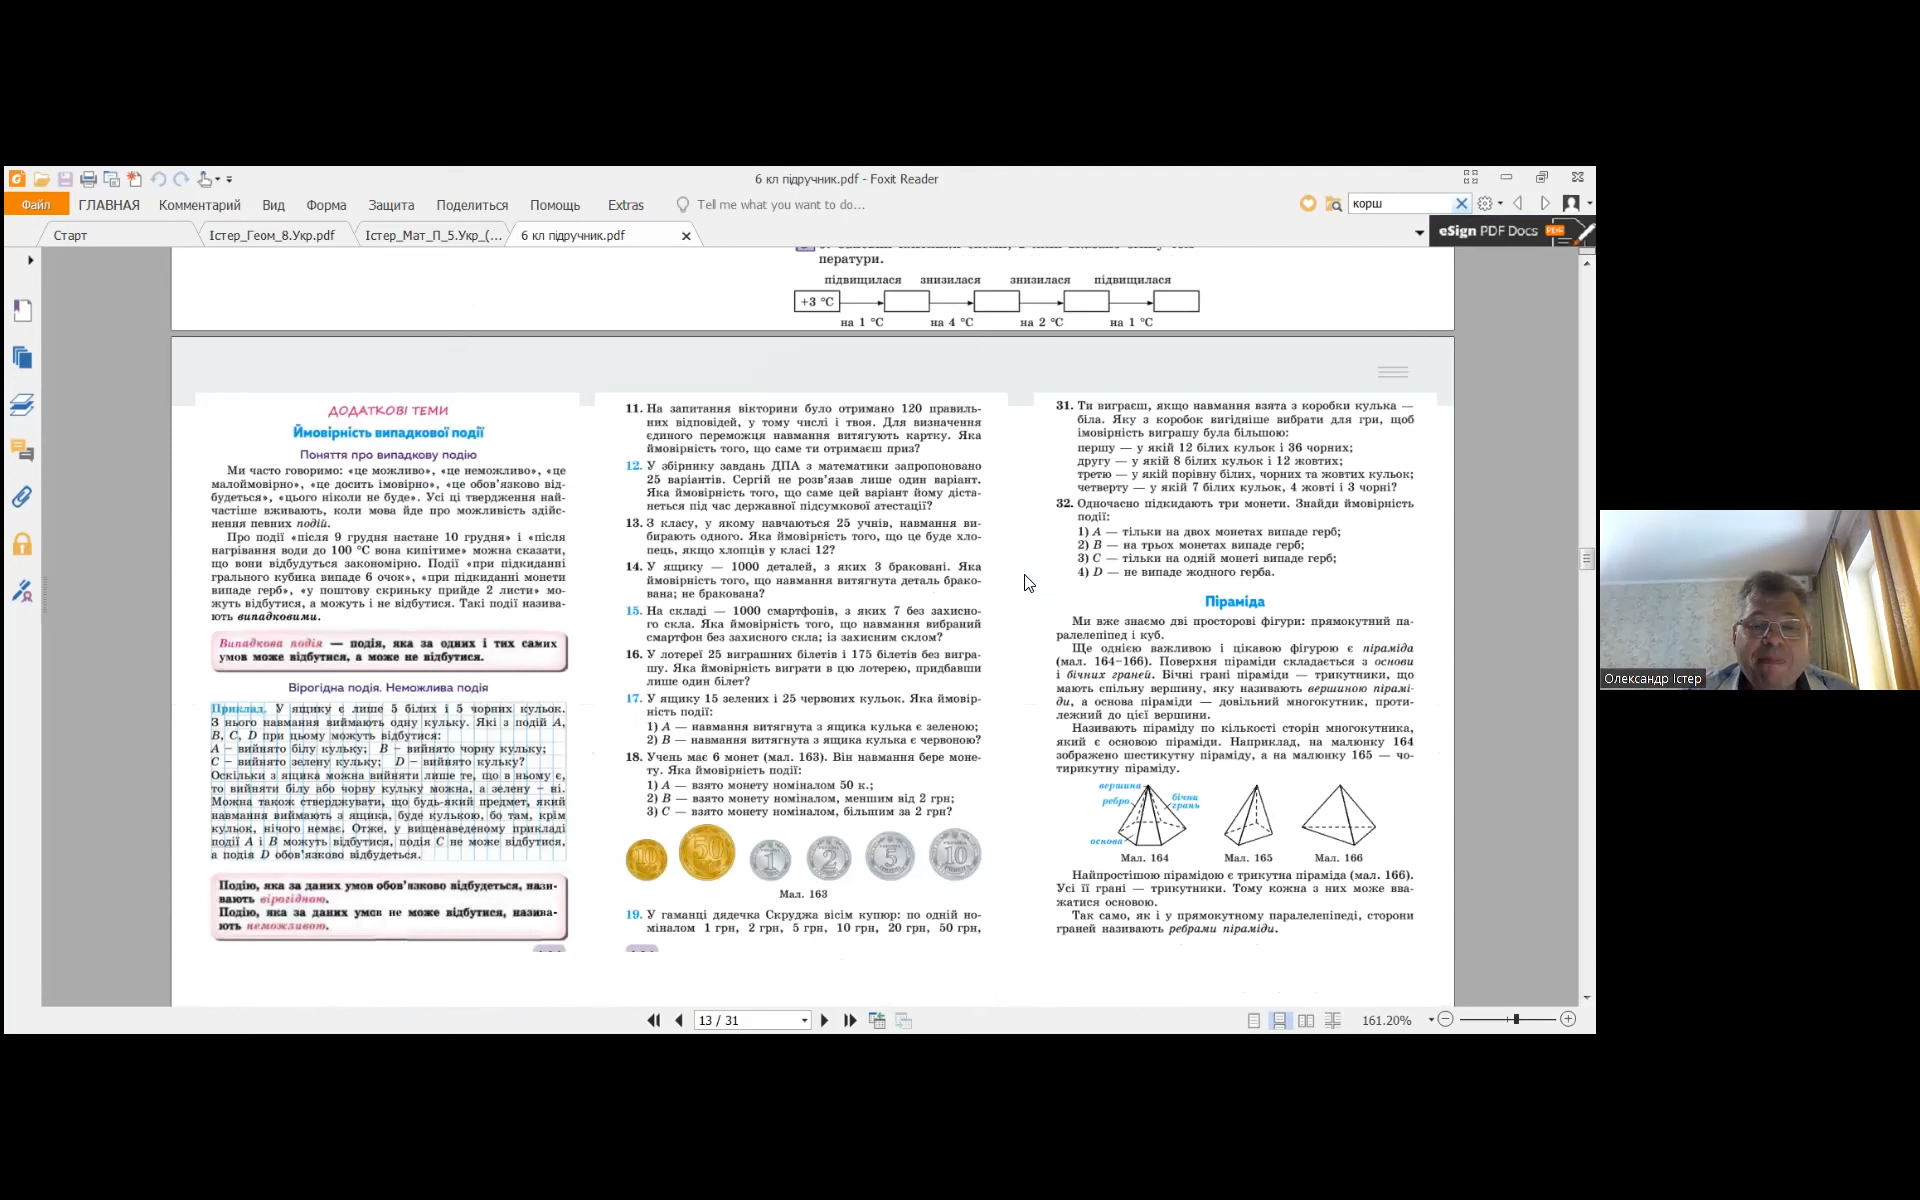 6 кл підручник.pdf - Foxit Reader
Файл ГЛАВНАЯ Комментарий Вид Форма Защита Поделиться Помощь Extras Tell me what you want to do... корш
Старт Істер_Геом_8.Укр.pdf Істер_Мат_П_5.Укр_(... 6 кл підручник.pdf eSign PDF Docs
ператури.
підвищилася знизилася знизилася підвищилася
+3 °C
на 1 °C на 4 °C на 2 °C на 1 °C
ДОДАТКОВІ ТЕМИ
Ймовірність випадкової події
Поняття про випадкову подію
Ми часто говоримо: «це можливо», «це неможливо», «це
малоймовірно», «це досить імовірно», «це обов'язково від-
будеться», «цього ніколи не буде». Усі ці твердження най-
частіше вживають, коли мова йде про можливість здійс-
нення певних подій.
Про події «після 9 грудня настане 10 грудня» і «після
нагрівання води до 100 °C вона кипітиме» можна сказати,
що вони відбудуться закономірно. Події «при підкиданні
грального кубика випаде 6 очок», «при підкиданні монети
випаде герб», «у поштову скриньку прийде 2 листи» мо-
жуть відбутися, а можуть і не відбутися. Такі події назива-
ють випадковими.
Випадкова подія — подія, яка за одних і тих самих
умов може відбутися, а може не відбутися.
Вірогідна подія. Неможлива подія
Приклад. У ящику є лише 5 білих і 5 чорних кульок.
З нього навмання виймають одну кульку. Які з подій A,
B, C, D при цьому можуть відбутися:
A – вийнято білу кульку; B – вийнято чорну кульку;
C – вийнято зелену кульку; D – вийнято кульку?
Оскільки з ящика можна вийняти лише те, що в ньому є,
то вийняти білу або чорну кульку можна, а зелену – ні.
Можна також стверджувати, що будь-який предмет, який
навмання виймають з ящика, буде кулькою, бо там, крім
кульок, нічого немає. Отже, у вищенаведеному прикладі
події A і B можуть відбутися, подія C не може відбутися,
а подія D обов'язково відбудеться.
Подію, яка за даних умов обов'язково відбудеться, нази-
вають вірогідною.
Подію, яка за даних умов не може відбутися, назива-
ють неможливою.
11. На запитання вікторини було отримано 120 правиль-
них відповідей, у тому числі і твоя. Для визначення
єдиного переможця навмання витягують картку. Яка
ймовірність того, що саме ти отримаєш приз?
12. У збірнику завдань ДПА з математики запропоновано
25 варіантів. Сергій не розв'язав лише один варіант.
Яка ймовірність того, що саме цей варіант йому діста-
неться під час державної підсумкової атестації?
13. З класу, у якому навчаються 25 учнів, навмання ви-
бирають одного. Яка ймовірність того, що це буде хло-
пець, якщо хлопців у класі 12?
14. У ящику — 1000 деталей, з яких 3 браковані. Яка
ймовірність того, що навмання витягнута деталь брако-
вана; не бракована?
15. На складі — 1000 смартфонів, з яких 7 без захисно-
го скла. Яка ймовірність того, що навмання вибраний
смартфон без захисного скла; із захисним склом?
16. У лотереї 25 виграшних білетів і 175 білетів без вигра-
шу. Яка ймовірність виграти в цю лотерею, придбавши
лише один білет?
17. У ящику 15 зелених і 25 червоних кульок. Яка ймовір-
ність події:
1) A — навмання витягнута з ящика кулька є зеленою;
2) B — навмання витягнута з ящика кулька є червоною?
18. Учень має 6 монет (мал. 163). Він навмання бере моне-
ту. Яка ймовірність події:
1) A — взято монету номіналом 50 к.;
2) B — взято монету номіналом, меншим від 2 грн;
3) C — взято монету номіналом, більшим за 2 грн?
10 50 1 2 5 10
Мал. 163
19. У гаманці дядечка Скруджа вісім купюр: по одній но-
міналом 1 грн, 2 грн, 5 грн, 10 грн, 20 грн, 50 грн,
31. Ти виграєш, якщо навмання взята з коробки кулька —
біла. Яку з коробок вигідніше вибрати для гри, щоб
імовірність виграшу була більшою:
першу — у якій 12 білих кульок і 36 чорних;
другу — у якій 8 білих кульок і 12 жовтих;
третю — у якій порівну білих, чорних та жовтих кульок;
четверту — у якій 7 білих кульок, 4 жовті і 3 чорні?
32. Одночасно підкидають три монети. Знайди ймовірність
події:
1) A — тільки на двох монетах випаде герб;
2) B — на трьох монетах випаде герб;
3) C — тільки на одній монеті випаде герб;
4) D — не випаде жодного герба.
Піраміда
Ми вже знаємо дві просторові фігури: прямокутний па-
ралелепіпед і куб.
Ще однією важливою і цікавою фігурою є піраміда
(мал. 164–166). Поверхня піраміди складається з основи
і бічних граней. Бічні грані піраміди — трикутники, що
мають спільну вершину, яку називають вершиною пірамі-
ди, а основа піраміди — довільний многокутник, проти-
лежний до цієї вершини.
Називають піраміду по кількості сторін многокутника,
який є основою піраміди. Наприклад, на малюнку 164
зображено шестикутну піраміду, а на малюнку 165 — чо-
тирикутну піраміду.
вершина
ребро
бічна
грань
основа
Мал. 164 Мал. 165 Мал. 166
Найпростішою пірамідою є трикутна піраміда (мал. 166).
Усі її грані — трикутники. Тому кожна з них може вва-
жатися основою.
Так само, як і у прямокутному паралелепіпеді, сторони
граней називають ребрами піраміди.
13 / 31 161.20%
Олександр Істер